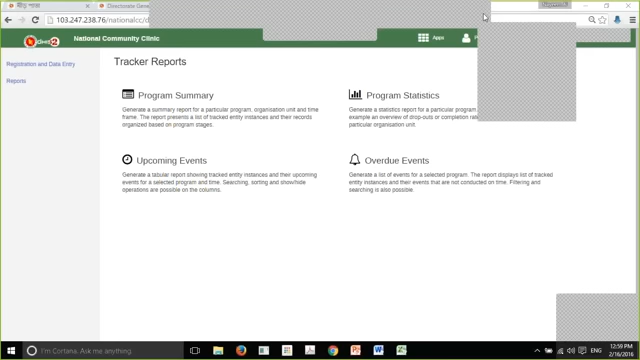 Directorate Gene
103.247.238.76/nationalcc/d
dhis2
National Community Clinic
Apps
Registration and Data Entry
Reports
Tracker Reports
Program Summary
Generate a summary report for a particular program, organisation unit and time
frame. The report presents a list of tracked entity instances and their records
organized based on program stages.
Program Statistics
Generate a statistics report for a particular program
example an overview of drop-outs or completion rate
particular organisation unit.
Upcoming Events
Generate a tabular report showing tracked entity instances and their upcoming
events for a selected program and time. Searching, sorting and show/hide
operations are possible on the columns.
Overdue Events
Generate a list of events for a selected program. The report displays list of tracked
entity instances and their events that are not conducted on time. Filtering and
searching is also possible.
I'm Cortana. Ask me anything.
12:59 PM
2/16/2016